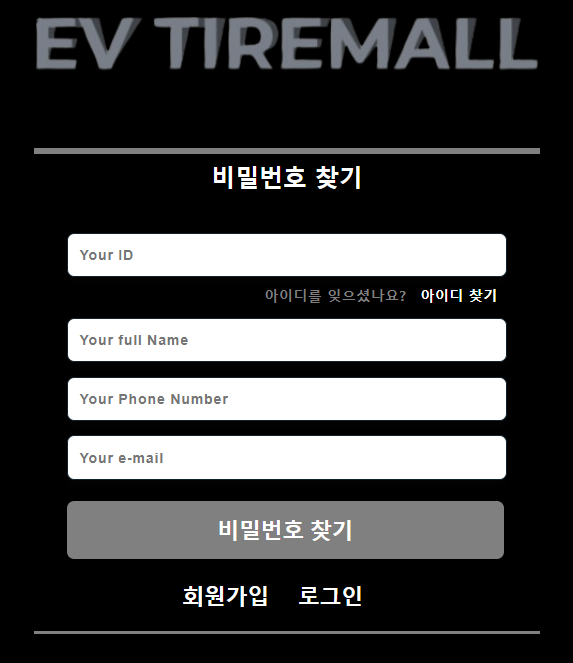 EV TIREMALL
비밀번호 찾기
Your ID
아이디를 잊으셨나요? 아이디 찾기
Your full Name
Your Phone Number
Your e-mail
비밀번호 찾기
회원가입 로그인